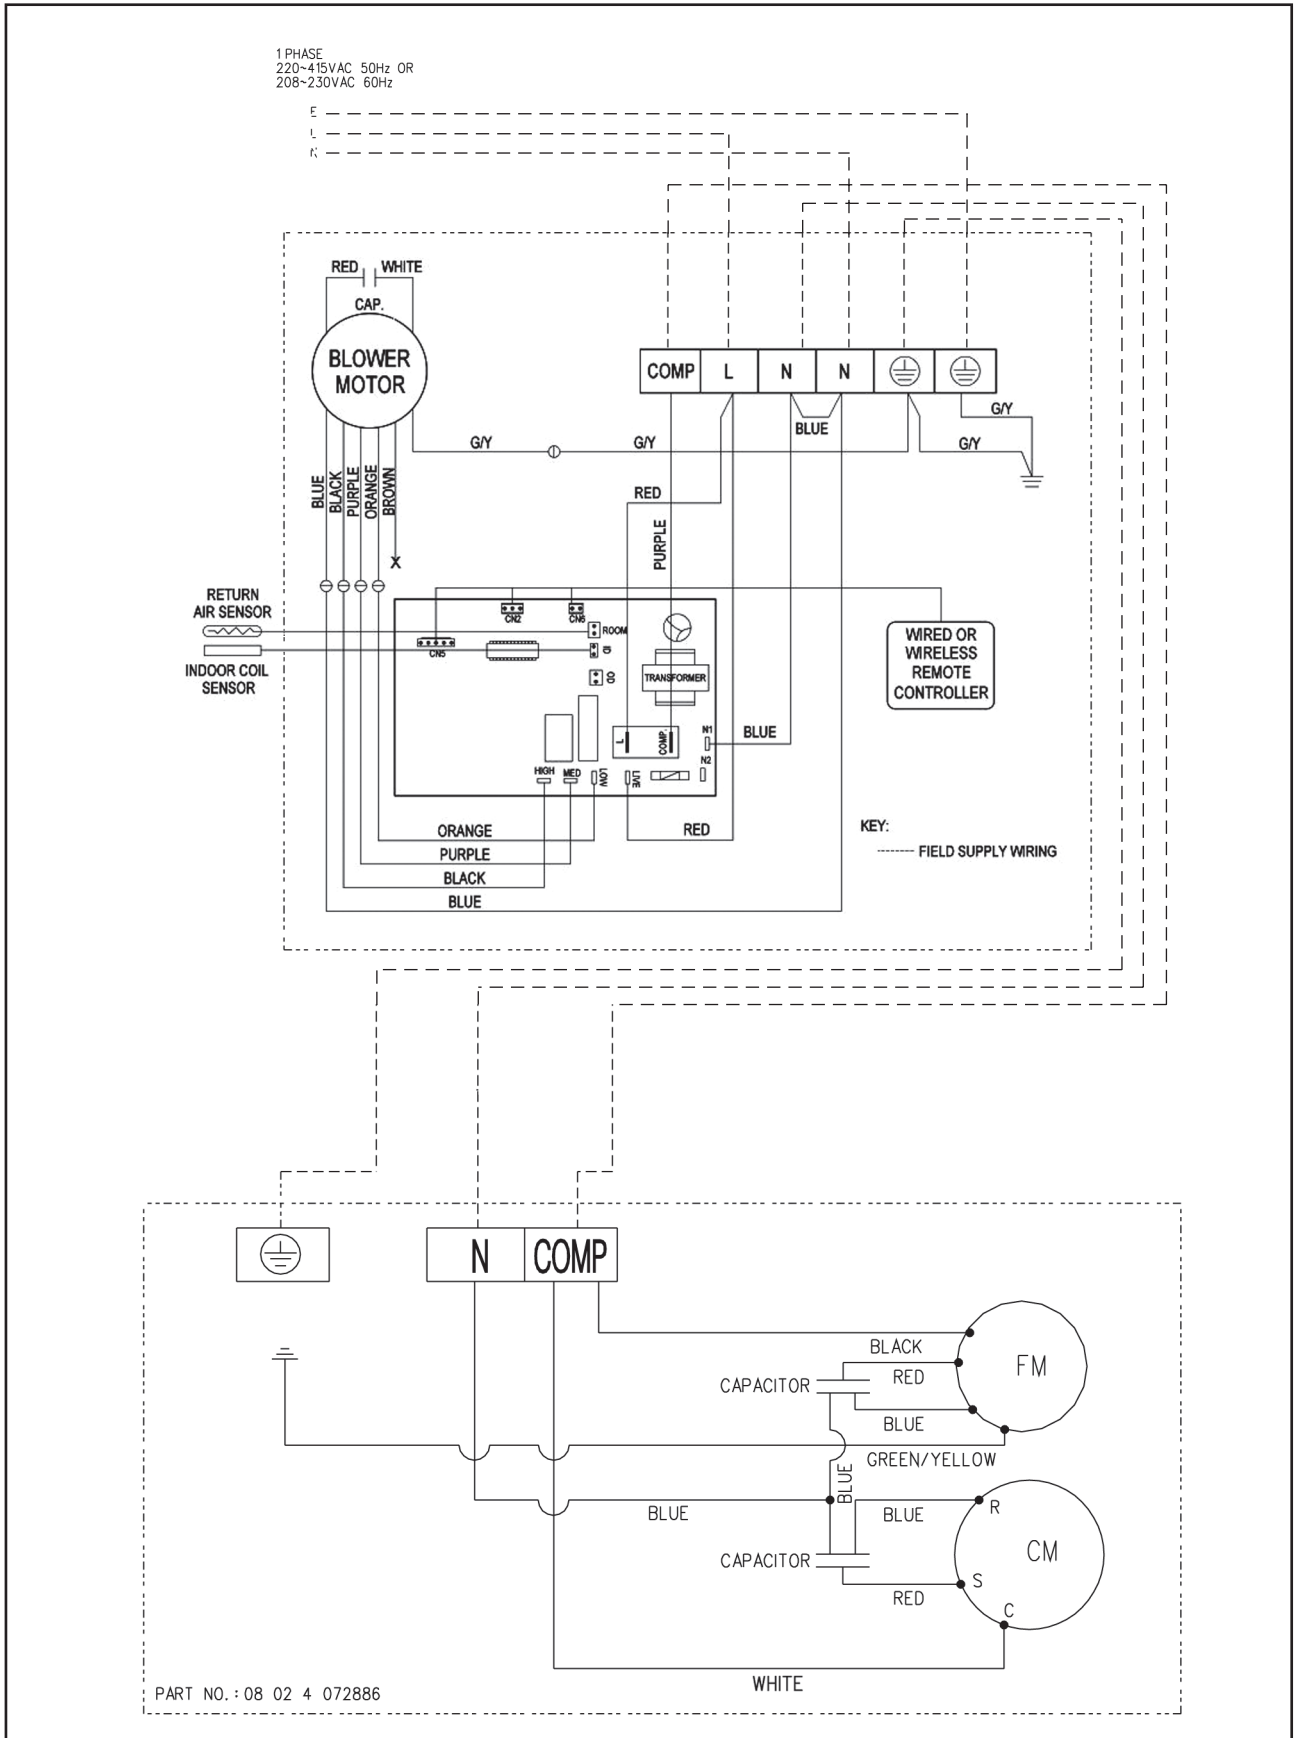 1 PHASE
220~415VAC 50Hz OR
208~230VAC 60Hz
E
L
N
RED
WHITE
CAP.
BLOWER
MOTOR
COMP
L
N
N
BLUE
G/Y
G/Y
G/Y
G/Y
BLUE
BLACK
PURPLE
ORANGE
BROWN
X
RED
PURPLE
RETURN
AIR SENSOR
INDOOR COIL
SENSOR
CN2
CN6
ROOM
CN5
ID
OD
TRANSFORMER
WIRED OR
WIRELESS
REMOTE
CONTROLLER
L
COMP.
N1
BLUE
N2
HIGH
MED
LOW
LIVE
ORANGE
RED
PURPLE
BLACK
BLUE
KEY:
FIELD SUPPLY WIRING
N
COMP
BLACK
FM
RED
CAPACITOR
BLUE
GREEN/YELLOW
BLUE
BLUE
BLUE
R
CM
CAPACITOR
S
RED
C
WHITE
PART NO.: 08 02 4 072886